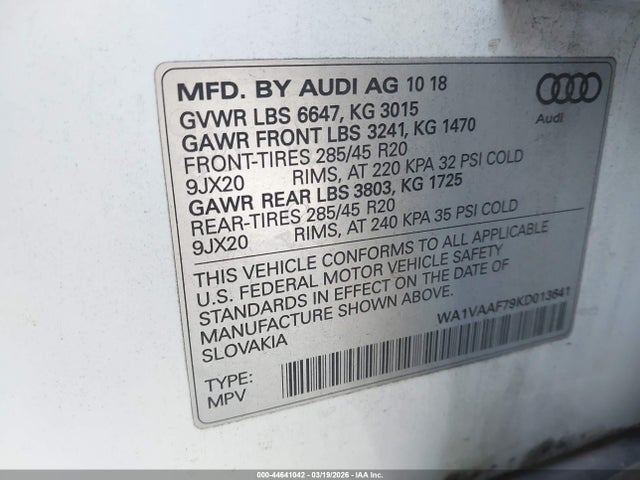 MFD. BY AUDI AG 10 18
GVWR LBS 6647, KG 3015
GAWR FRONT LBS 3241, KG 1470
FRONT-TIRES 285/45 R20
9JX20 RIMS, AT 220 KPA 32 PSI COLD
GAWR REAR LBS 3803, KG 1725
REAR-TIRES 285/45 R20
9JX20 RIMS, AT 240 KPA 35 PSI COLD
THIS VEHICLE CONFORMS TO ALL APPLICABLE
U.S. FEDERAL MOTOR VEHICLE SAFETY
STANDARDS IN EFFECT ON THE DATE OF
MANUFACTURE SHOWN ABOVE.
SLOVAKIA
Audi
WA1VAAF79KD013641
TYPE:
MPV
000-44641042 - 03/19/2026 - IAA Inc.